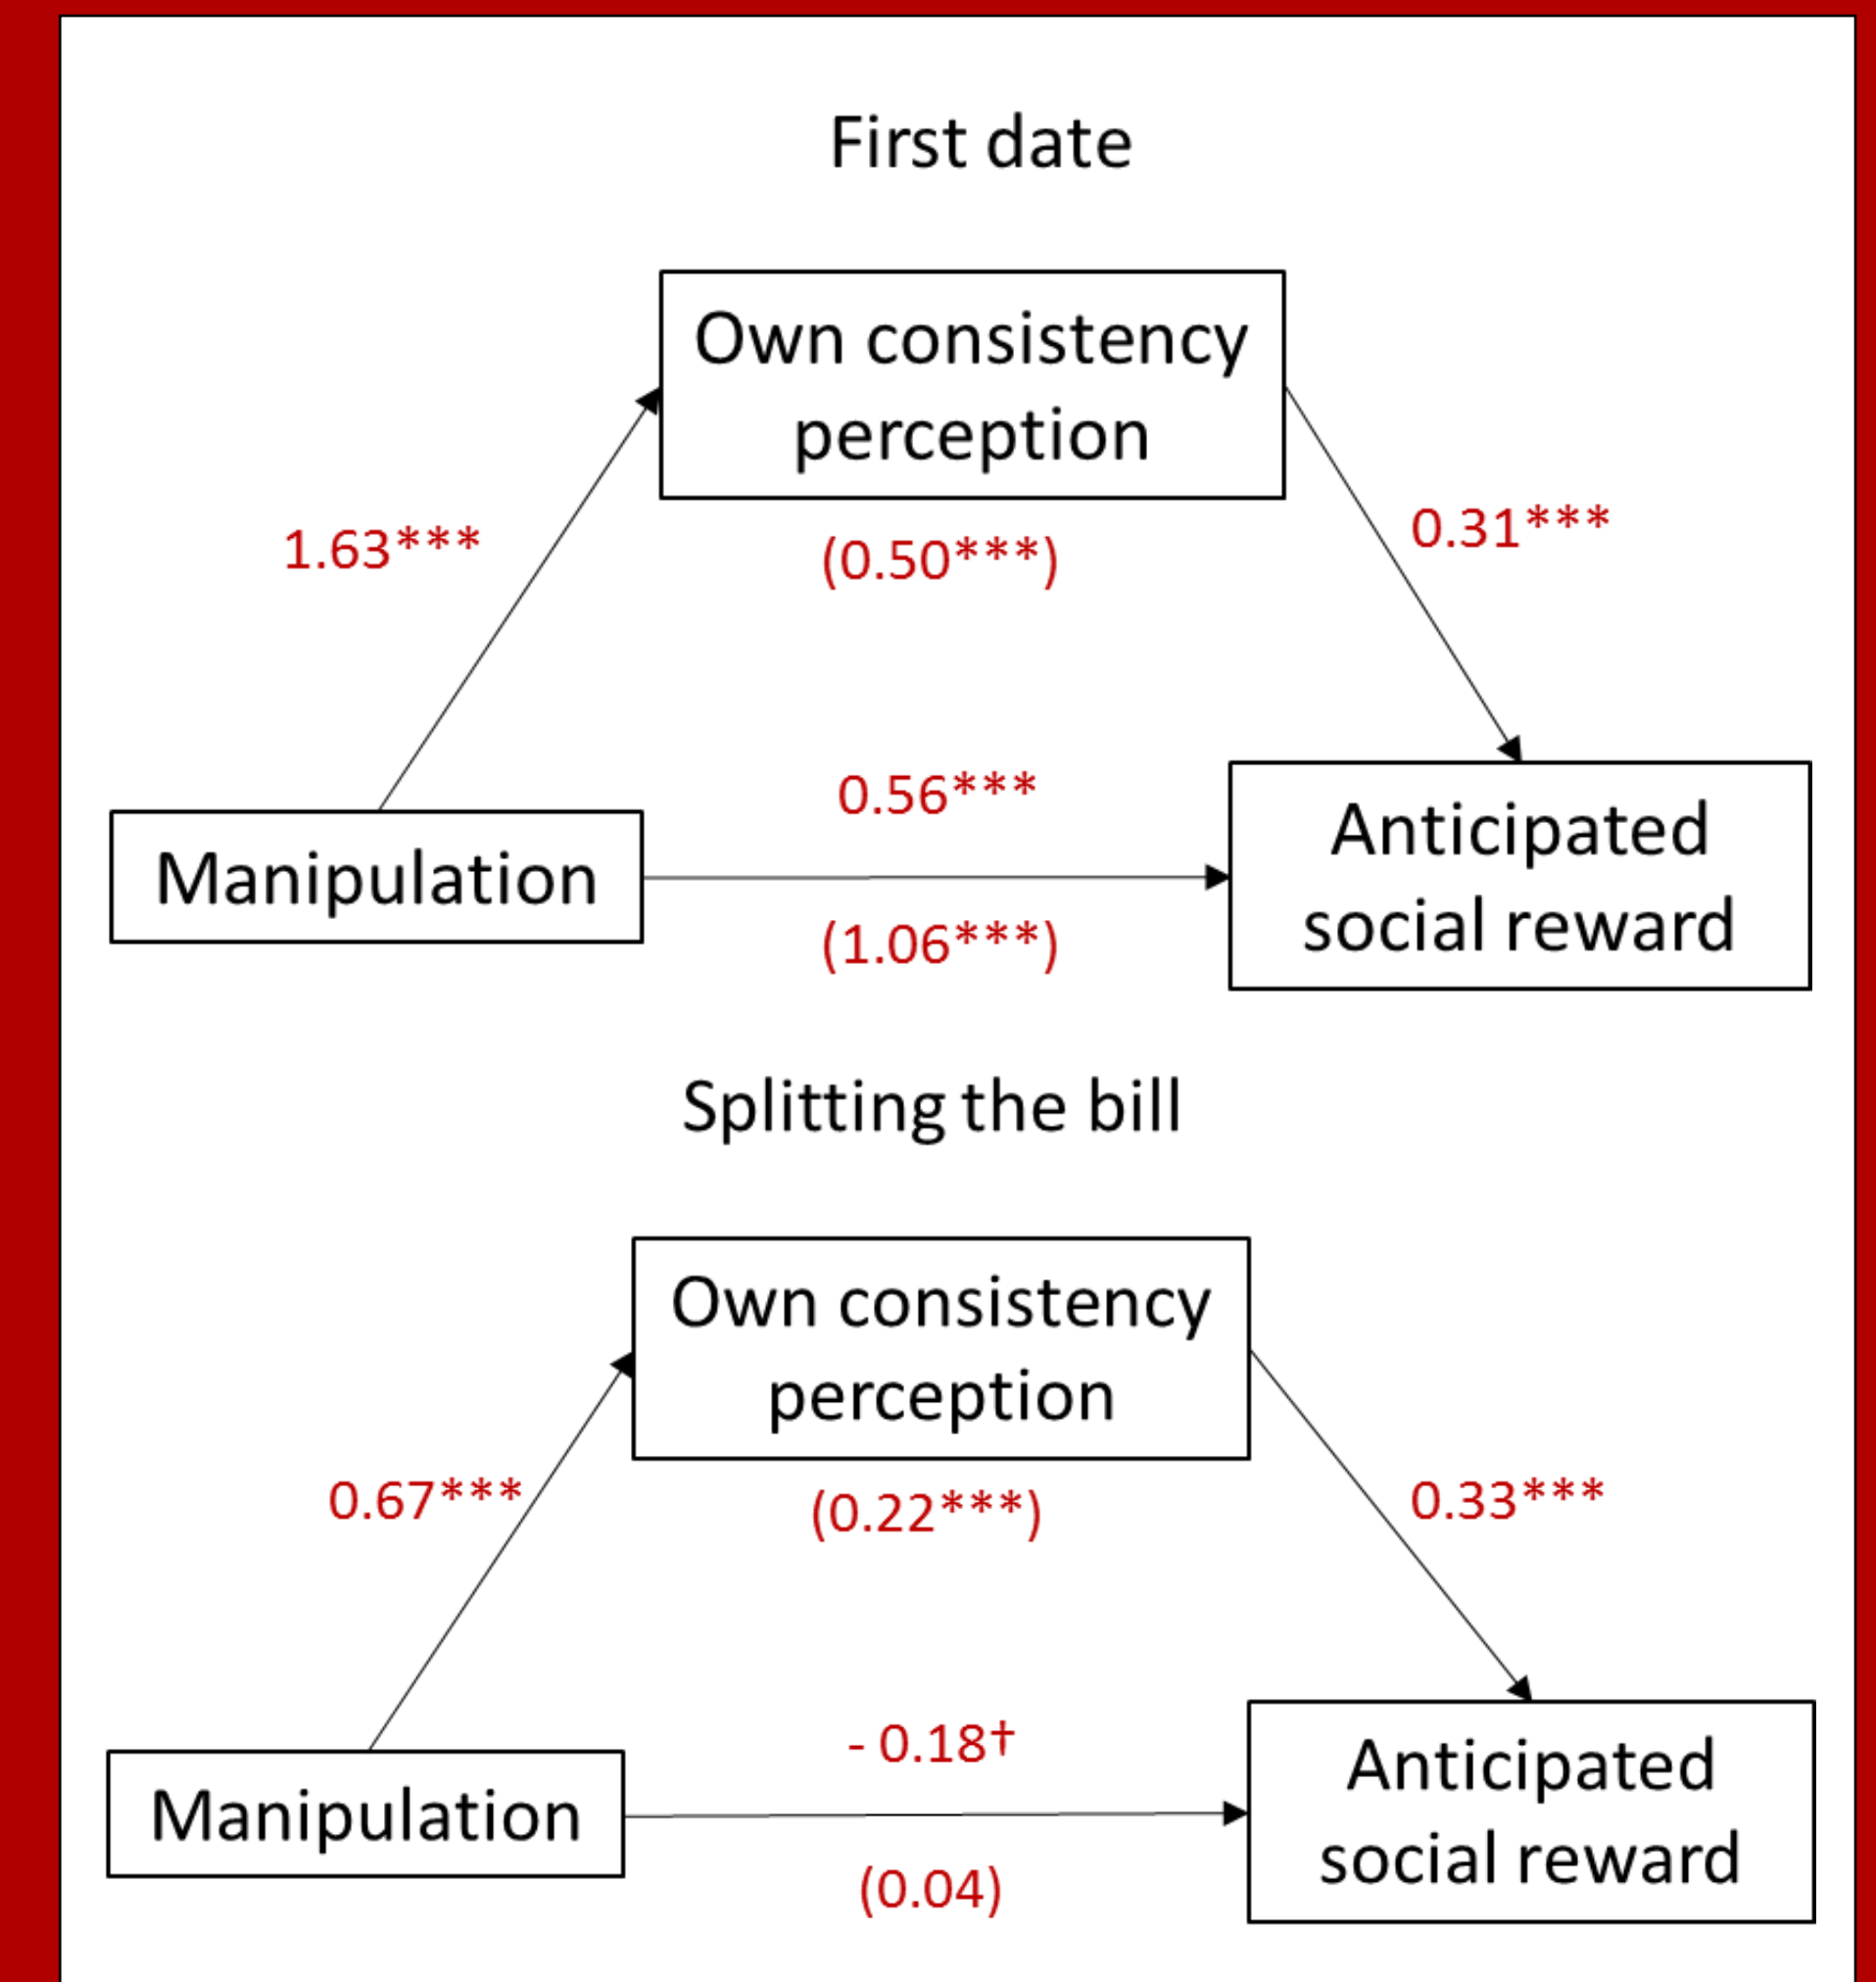 First date
Own consistency
perception
1.63***
(0.50***)
0.31***
0.56***
Manipulation
(1.06***)
Anticipated
social reward
Splitting the bill
Own consistency
perception
0.67***
(0.22***)
0.33***
- 0.18†
Manipulation
(0.04)
Anticipated
social reward